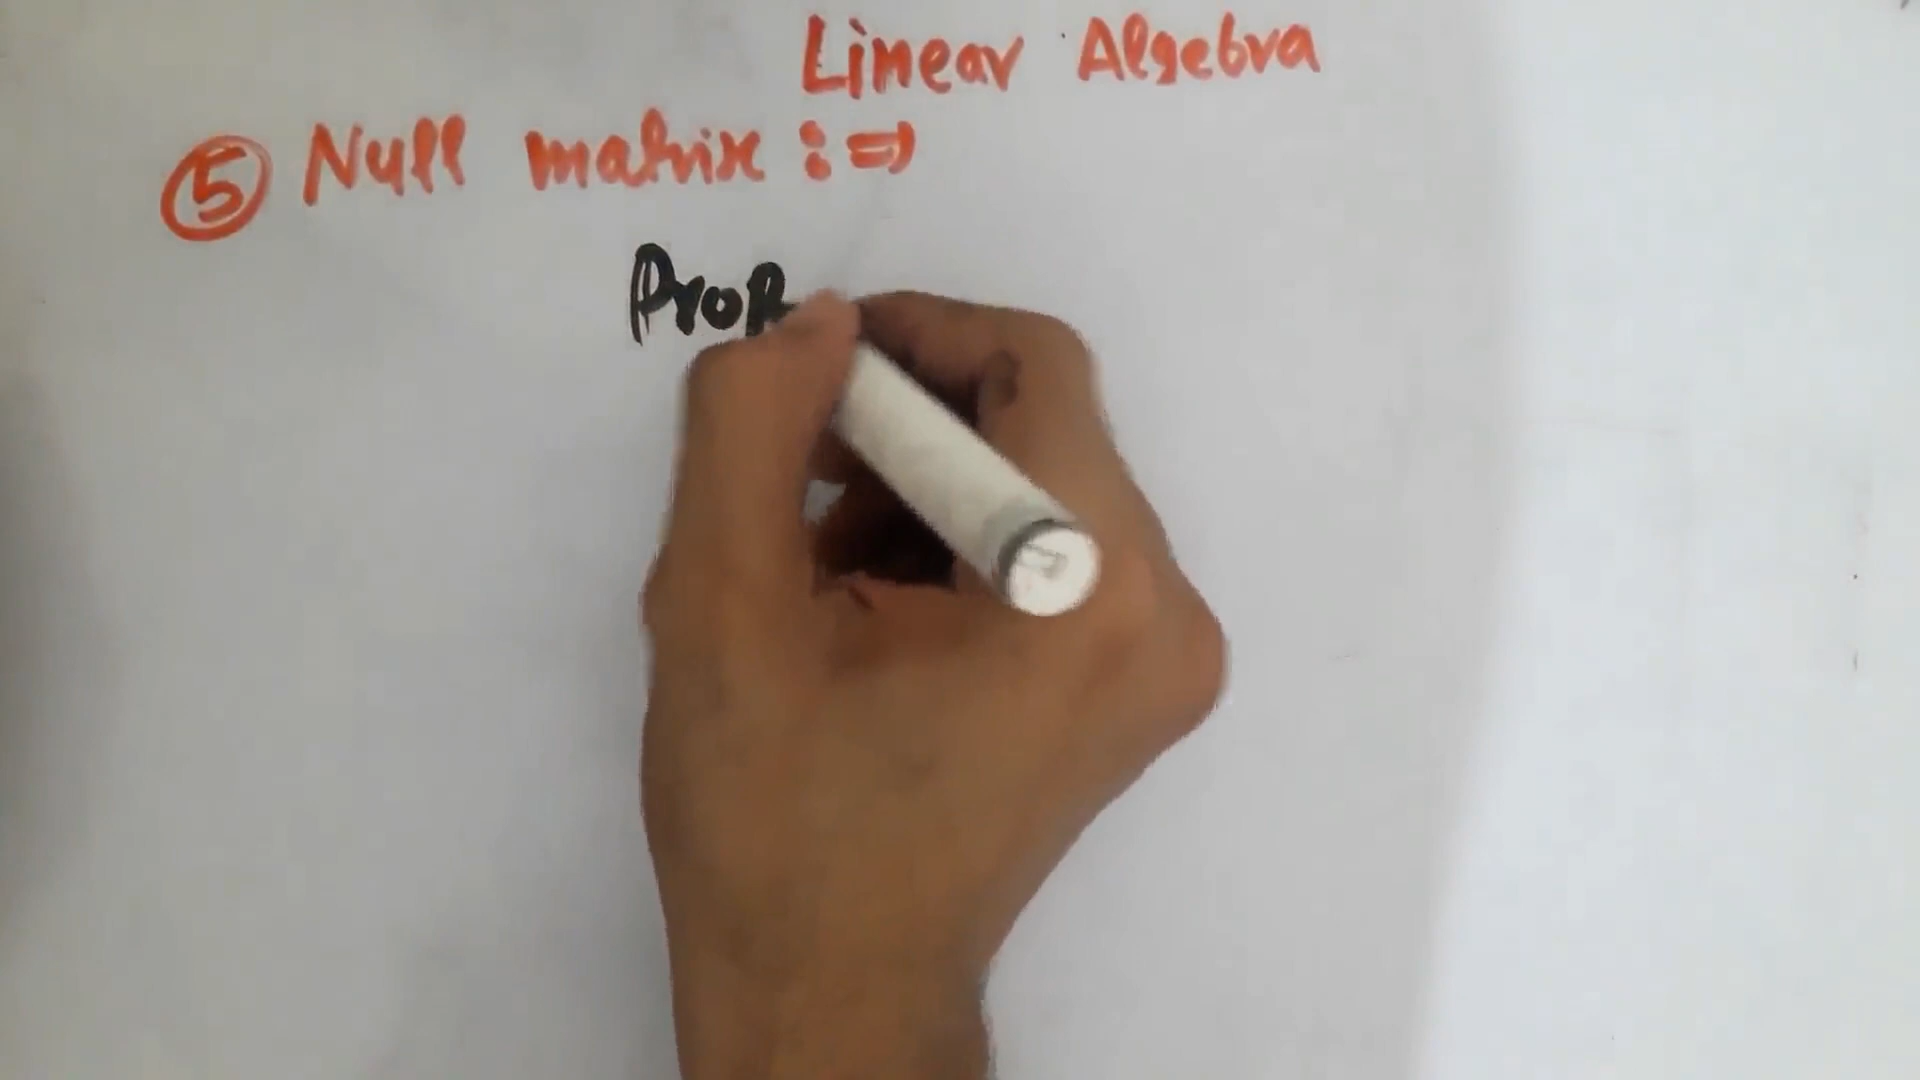 Linear Algebra
⑤ Null matrix :⇒
Prop